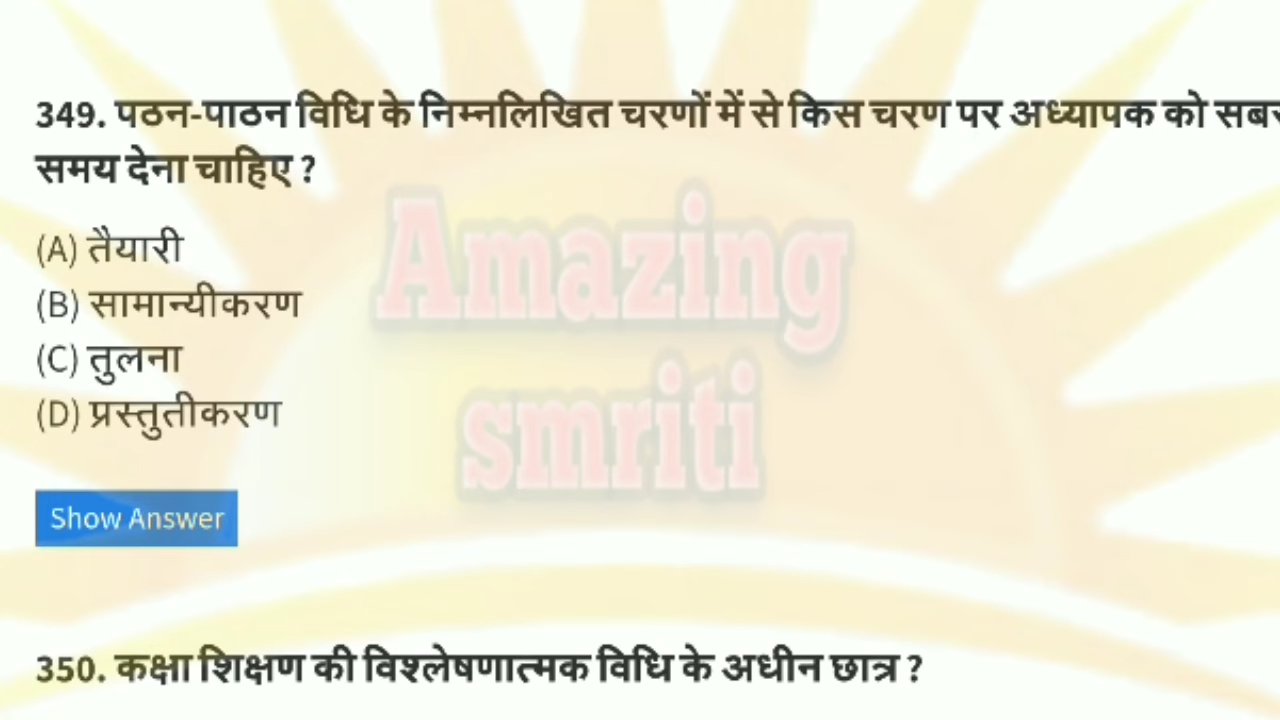 349. पठन-पाठन विधि के निम्नलिखित चरणों में से किस चरण पर अध्यापक को
समय देना चाहिए ?
(A) तैयारी
(B) सामान्यीकरण
(C) तुलना
(D) प्रस्तुतीकरण
Amazing
smriti
Show Answer
350. कक्षा शिक्षण की विश्लेषणात्मक विधि के अधीन छात्र ?